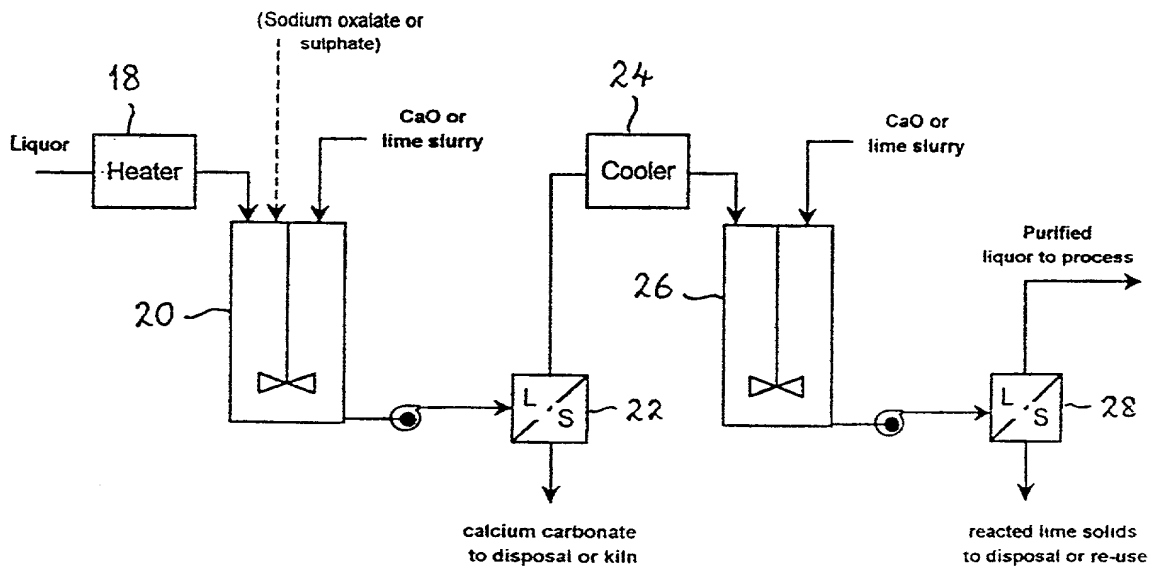 (Sodium oxalate or
sulphate)
18
24
CaO or
lime slurry
CaO or
lime slurry
Liquor
Heater
Cooler
Purified
liquor to process
20
26
L
S
22
L
S
28
calcium carbonate
to disposal or kiln
reacted lime solids
to disposal or re-use